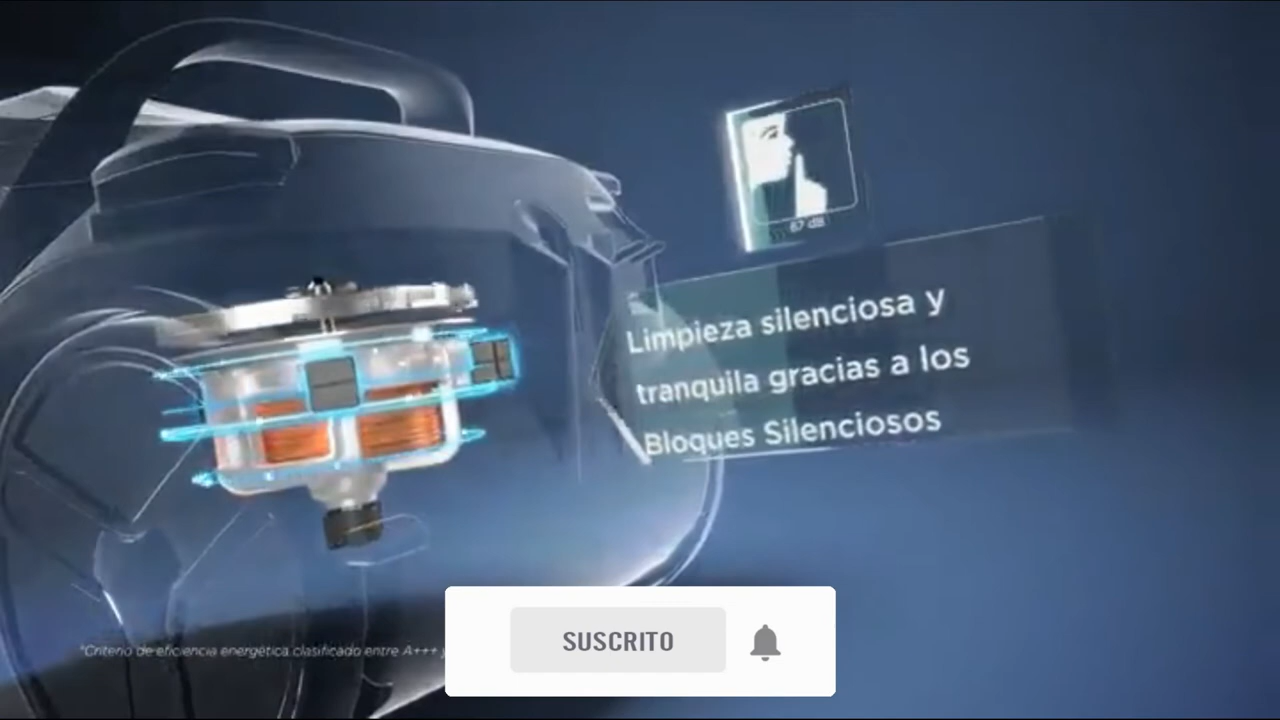 67 dB
Limpieza silenciosa y
tranquila gracias a los
Bloques Silenciosos
*Criterio de eficiencia energética clasificado entre A+++ y
SUSCRITO